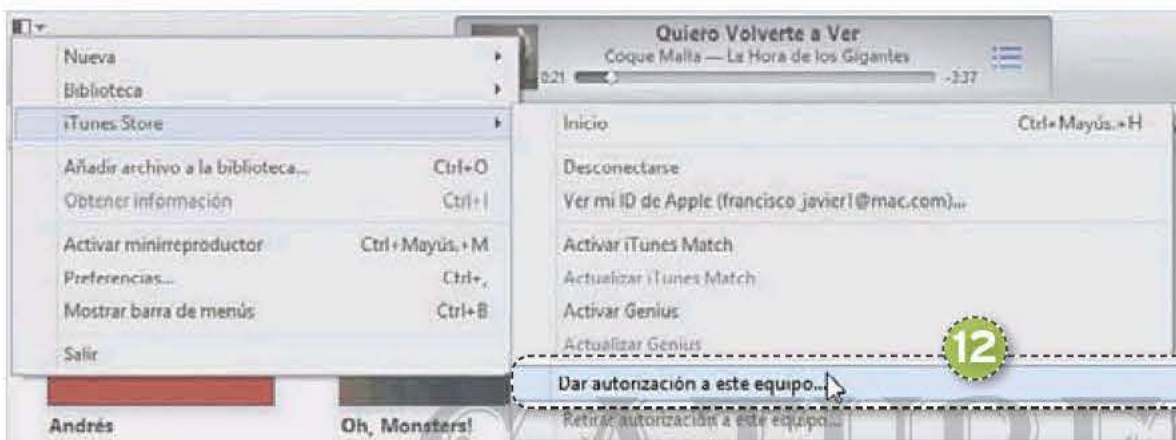 Quiero Volverte a Ver
Coque Malla — La Hora de los Gigantes
0:21
-3:37
Nueva
Biblioteca
iTunes Store
Añadir archivo a la biblioteca... Ctrl+O
Obtener información Ctrl+I
Activar minirreproductor Ctrl+Mayús.+M
Preferencias... Ctrl+,
Mostrar barra de menús Ctrl+B
Salir
Inicio Ctrl+Mayús.+H
Desconectarse
Ver mi ID de Apple (francisco_javier1@mac.com)...
Activar iTunes Match
Actualizar iTunes Match
Activar Genius
Actualizar Genius
12
Dar autorización a este equipo...
Retirar autorización a este equipo...
Andrés
Oh, Monsters!